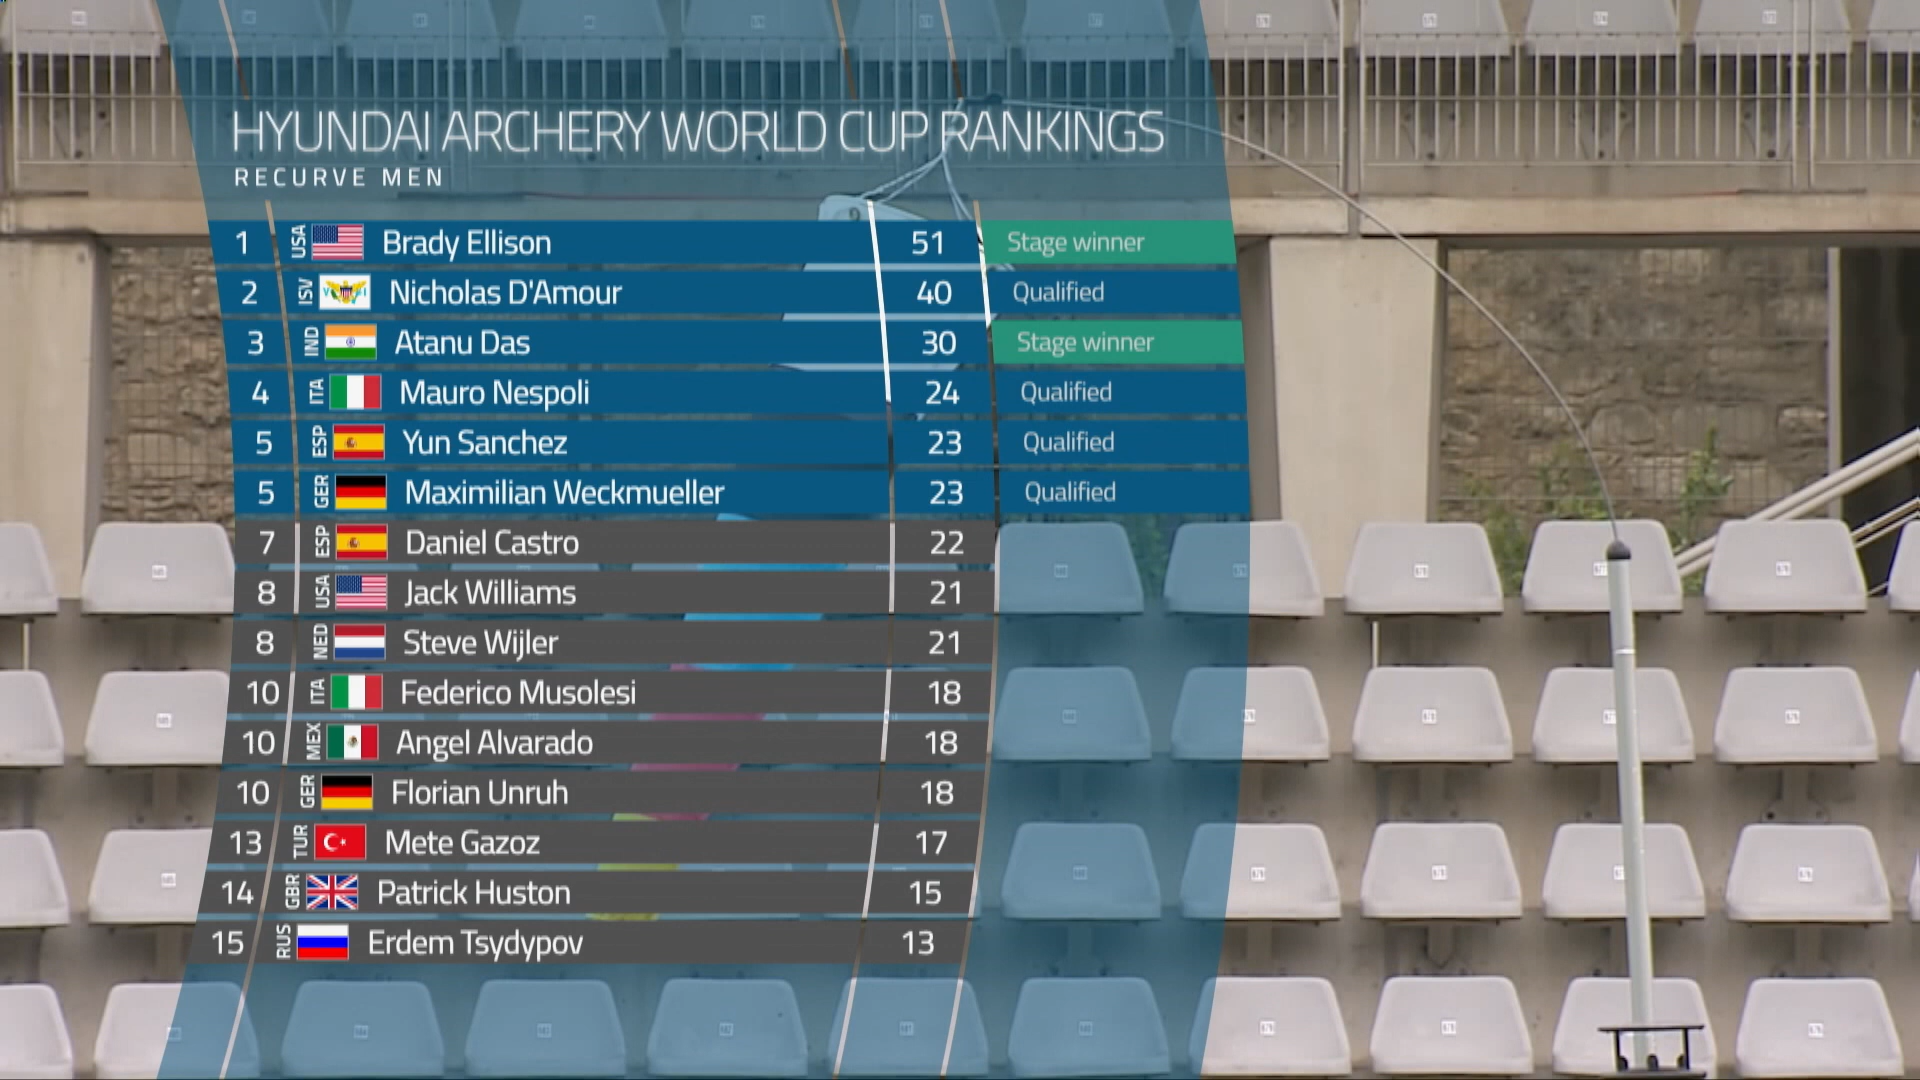 HYUNDAI ARCHERY WORLD CUP RANKINGS
RECURVE MEN
1 USA Brady Ellison 51 Stage winner
2 ISV Nicholas D'Amour 40 Qualified
3 IND Atanu Das 30 Stage winner
4 ITA Mauro Nespoli 24 Qualified
5 ESP Yun Sanchez 23 Qualified
5 GER Maximilian Weckmueller 23 Qualified
7 ESP Daniel Castro 22
8 USA Jack Williams 21
8 NED Steve Wijler 21
10 ITA Federico Musolesi 18
10 MEX Angel Alvarado 18
10 GER Florian Unruh 18
13 TUR Mete Gazoz 17
14 GBR Patrick Huston 15
15 RUS Erdem Tsydypov 13